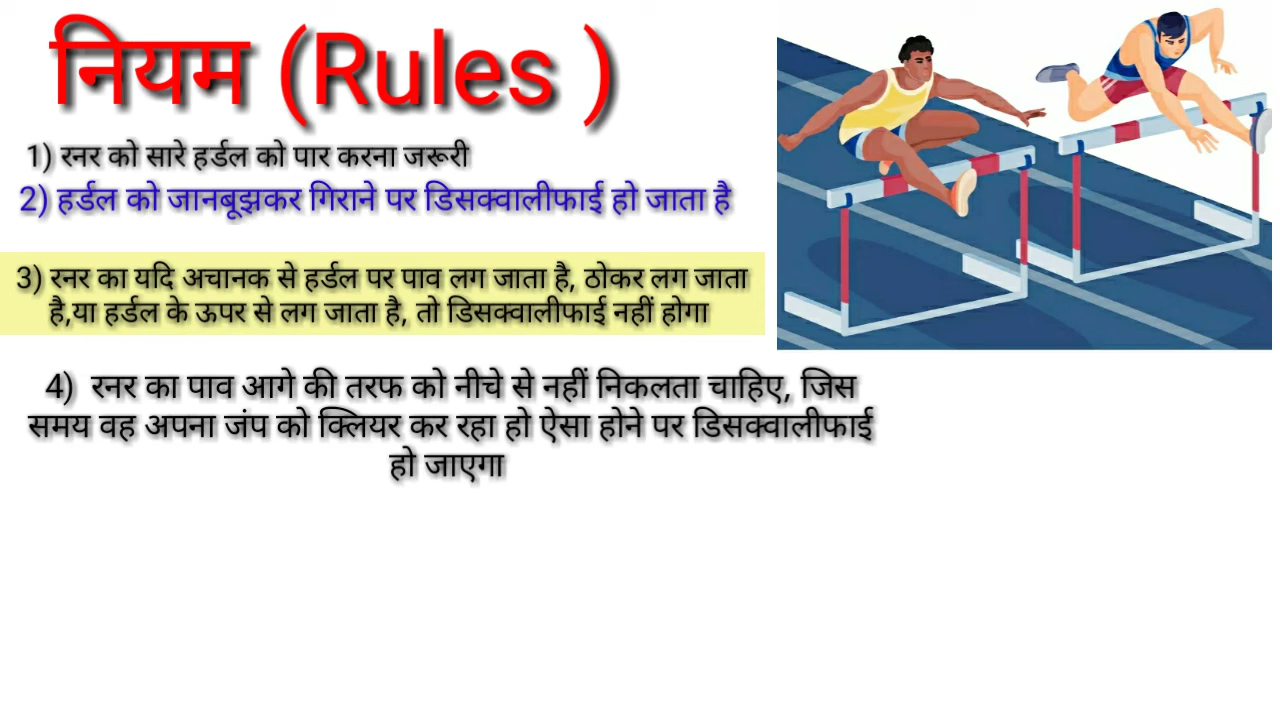 नियम (Rules )
1) रनर को सारे हर्डल को पार करना जरूरी
2) हर्डल को जानबूझकर गिराने पर डिसक्वालीफाई हो जाता है
3) रनर का यदि अचानक से हर्डल पर पाव लग जाता है, ठोकर लग जाता
है,या हर्डल के ऊपर से लग जाता है, तो डिसक्वालीफाई नहीं होगा
4) रनर का पाव आगे की तरफ को नीचे से नहीं निकलता चाहिए, जिस
समय वह अपना जंप को क्लियर कर रहा हो ऐसा होने पर डिसक्वालीफाई
हो जाएगा